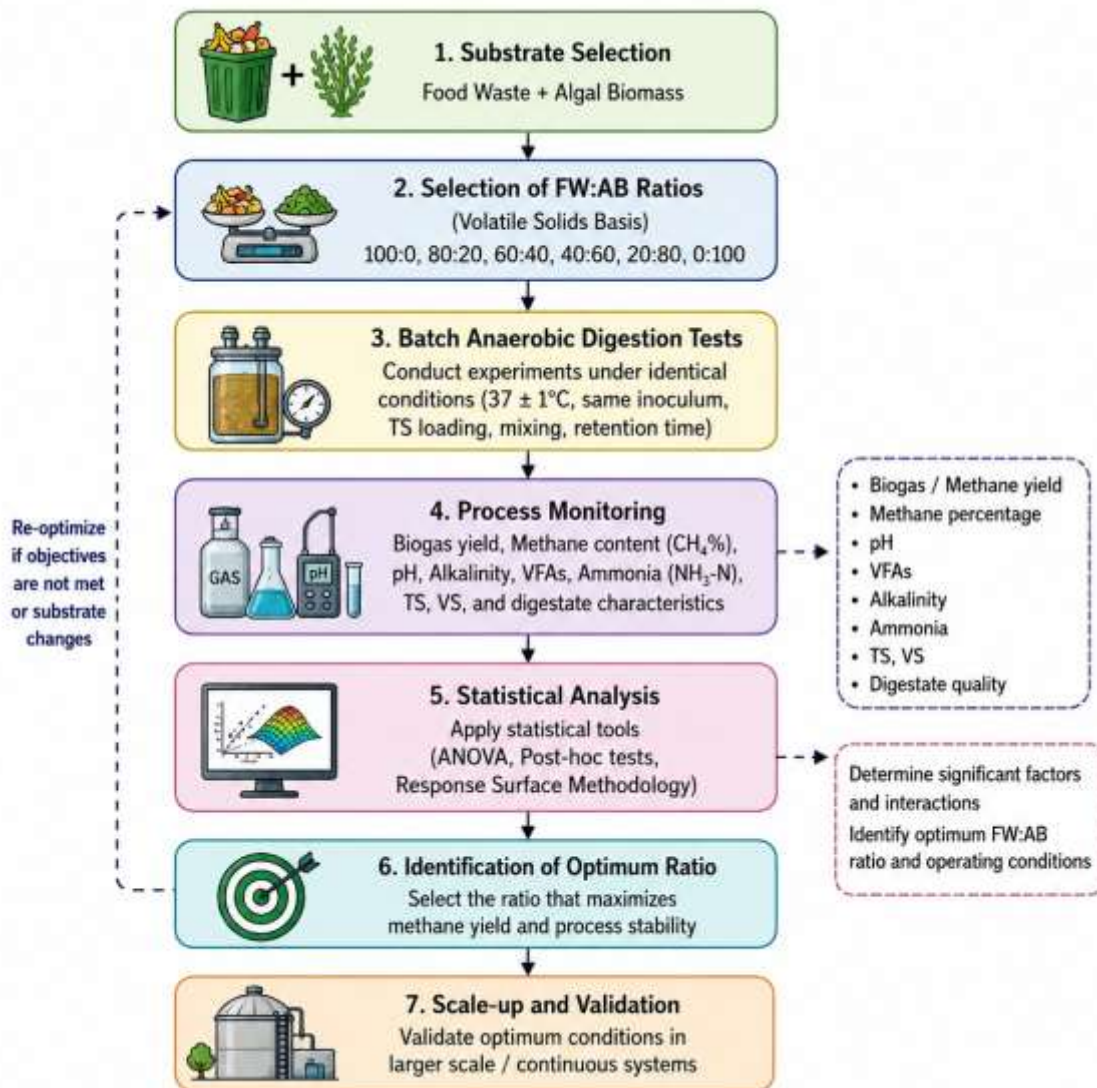 1. Substrate Selection
Food Waste + Algal Biomass
+
2. Selection of FW:AB Ratios
(Volatile Solids Basis)
100:0, 80:20, 60:40, 40:60, 20:80, 0:100
3. Batch Anaerobic Digestion Tests
Conduct experiments under identical
conditions (37 ± 1°C, same inoculum,
TS loading, mixing, retention time)
4. Process Monitoring
Biogas yield, Methane content (CH₄%),
pH, Alkalinity, VFAs, Ammonia (NH₃-N),
TS, VS, and digestate characteristics
GAS
pH
• Biogas / Methane yield
• Methane percentage
• pH
• VFAs
• Alkalinity
• Ammonia
• TS, VS
• Digestate quality
Re-optimize
if objectives
are not met
or substrate
changes
5. Statistical Analysis
Apply statistical tools
(ANOVA, Post-hoc tests,
Response Surface Methodology)
Determine significant factors
and interactions
Identify optimum FW:AB
ratio and operating conditions
6. Identification of Optimum Ratio
Select the ratio that maximizes
methane yield and process stability
7. Scale-up and Validation
Validate optimum conditions in
larger scale / continuous systems